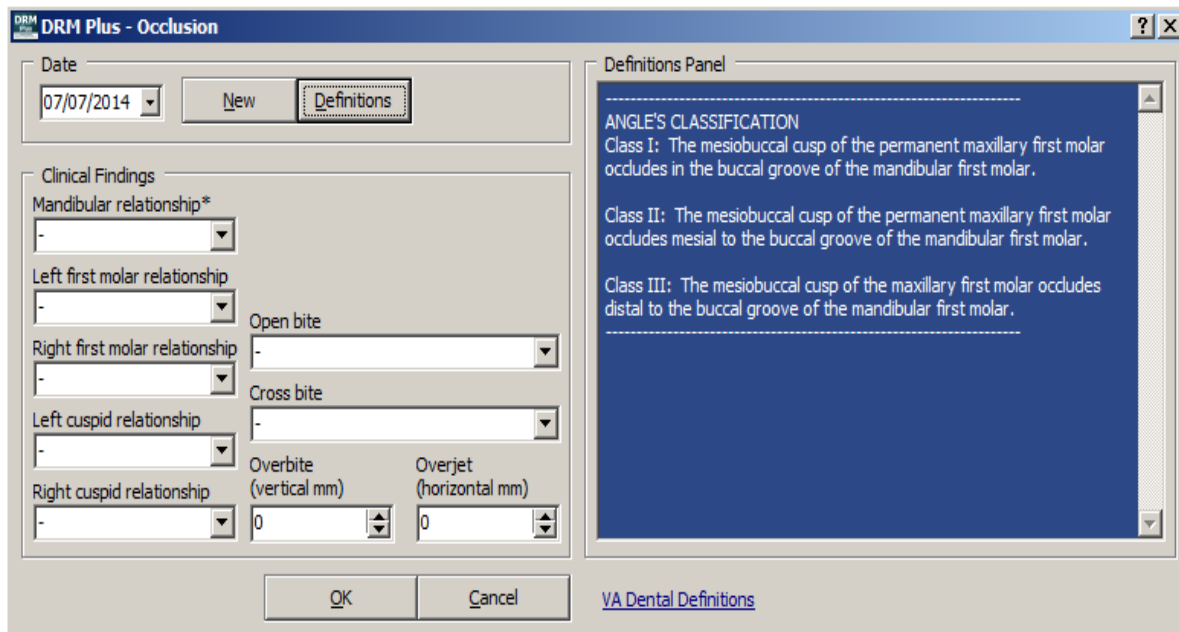 DRM Plus - Occlusion
Date
07/07/2014
New
Definitions
Clinical Findings
Mandibular relationship*
-
Left first molar relationship
-
Right first molar relationship
-
Left cuspid relationship
-
Right cuspid relationship
-
Open bite
-
Cross bite
-
Overbite
(vertical mm)
0
Overjet
(horizontal mm)
0
OK
Cancel
Definitions Panel
-------------------------------------------------------------------
ANGLE'S CLASSIFICATION
Class I:  The mesiobuccal cusp of the permanent maxillary first molar
occludes in the buccal groove of the mandibular first molar.
Class II:  The mesiobuccal cusp of the permanent maxillary first molar
occludes mesial to the buccal groove of the mandibular first molar.
Class III:  The mesiobuccal cusp of the maxillary first molar occludes
distal to the buccal groove of the mandibular first molar.
-------------------------------------------------------------------
VA Dental Definitions